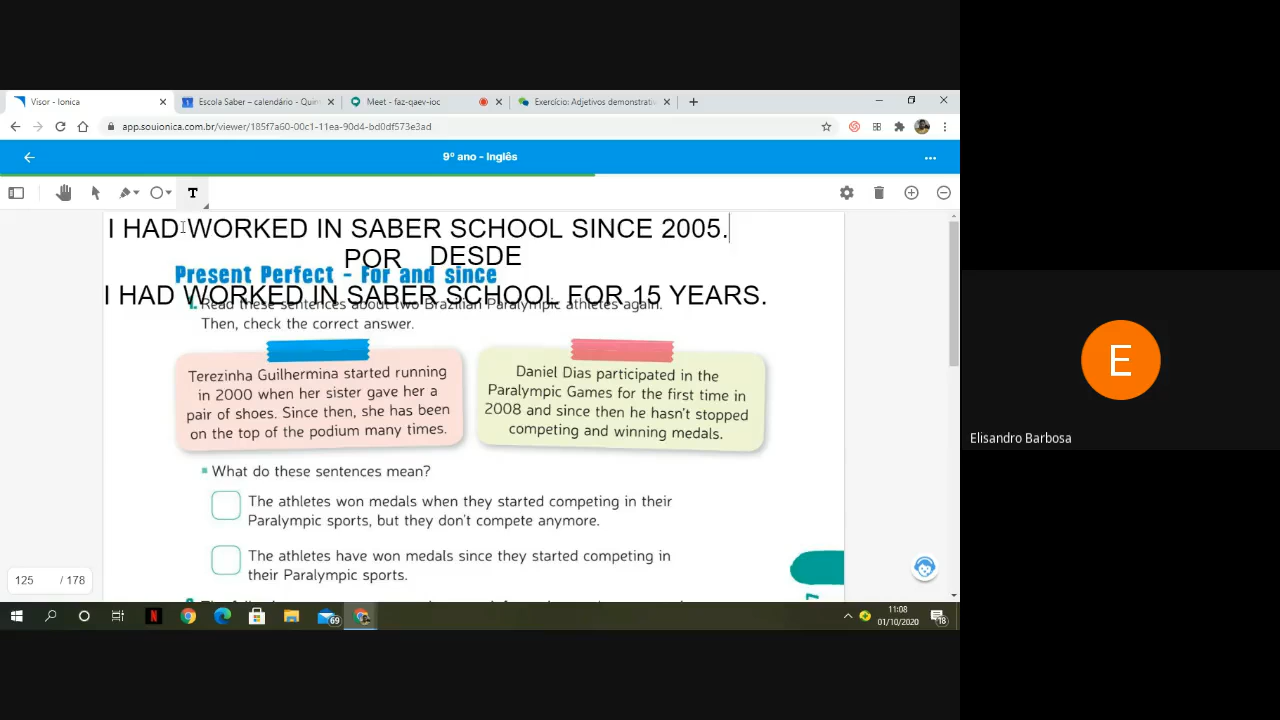 Visor - Ionica
Escola Saber – calendário - Quin
Meet - faz-qaev-ioc
Exercício: Adjetivos demonstrati
app.souionica.com.br/viewer/185f7a60-00c1-11ea-90d4-bd0df573e3ad
9º ano - Inglês
T
I HAD WORKED IN SABER SCHOOL SINCE 2005.
POR DESDE
Present Perfect - For and since
I HAD WORKED IN SABER SCHOOL FOR 15 YEARS.
1. Read these sentences about two Brazilian Paralympic athletes again.
Then, check the correct answer.
Terezinha Guilhermina started running
in 2000 when her sister gave her a
pair of shoes. Since then, she has been
on the top of the podium many times.
Daniel Dias participated in the
Paralympic Games for the first time in
2008 and since then he hasn't stopped
competing and winning medals.
What do these sentences mean?
The athletes won medals when they started competing in their
Paralympic sports, but they don't compete anymore.
The athletes have won medals since they started competing in
their Paralympic sports.
125 / 178
7
69
11:08
01/10/2020
18
E
Elisandro Barbosa